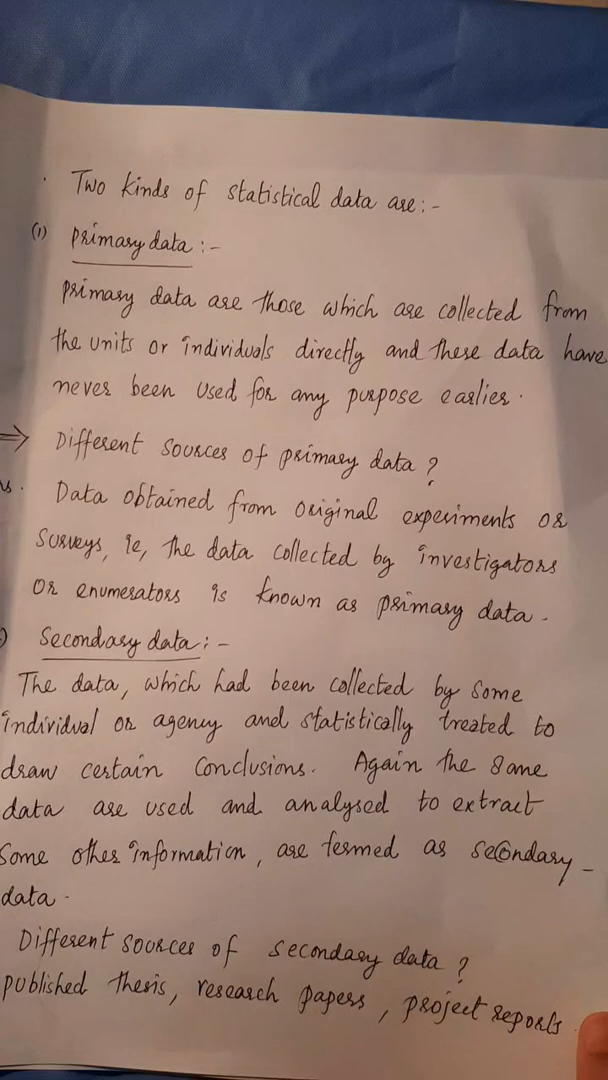 Two kinds of statistical data are:-
(1) primary data :-
primary data are those which are collected from
the units or individuals directly and these data have
never been used for any purpose earlier.
⇒ Different sources of primary data ?
s. Data obtained from original experiments or
Surveys, ie, the data collected by investigators
or enumerators is known as primary data.
) Secondary data :-
The data, which had been collected by some
individual or agency and statistically treated to
draw certain conclusions. Again the same
data are used and analysed to extract
some other information, are termed as secondary-
data.
Different sources of secondary data ?
published thesis, research papers, project reports.